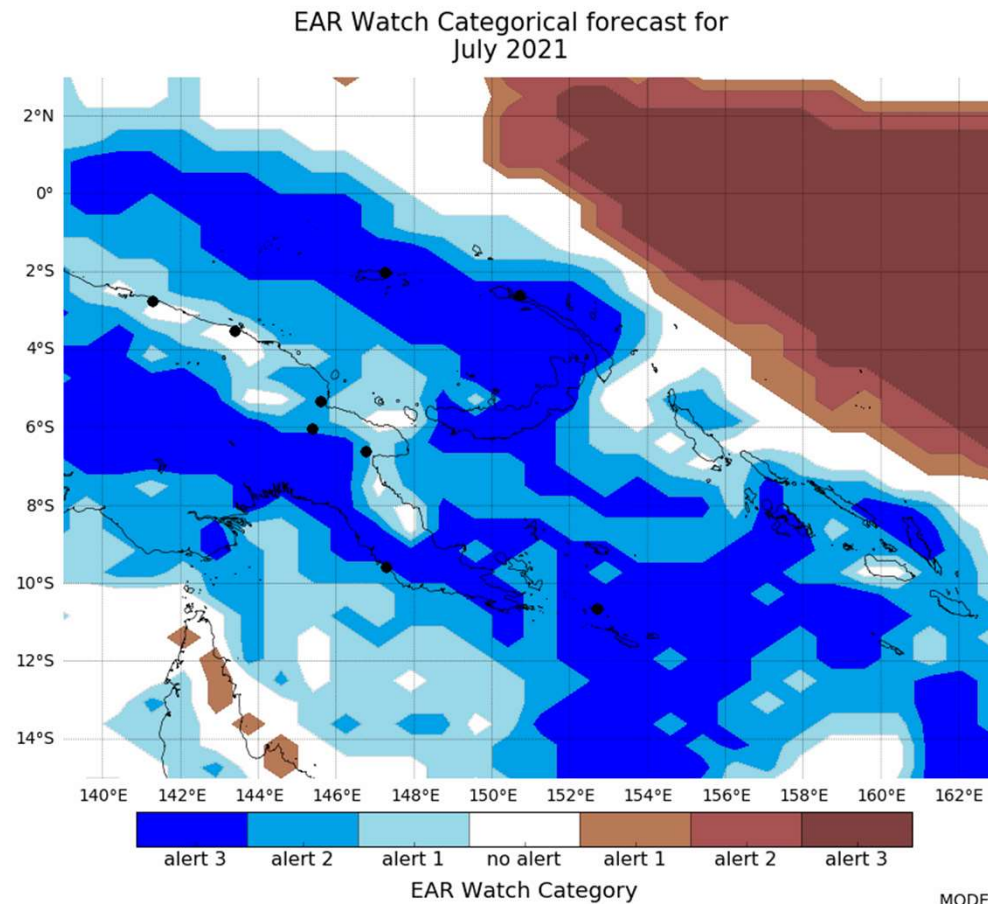 EAR Watch Categorical forecast for
July 2021
2°N
0°
2°S
4°S
6°S
8°S
10°S
12°S
14°S
140°E 142°E 144°E 146°E 148°E 150°E 152°E 154°E 156°E 158°E 160°E 162°E
alert 3 alert 2 alert 1 no alert alert 1 alert 2 alert 3
EAR Watch Category
MODE